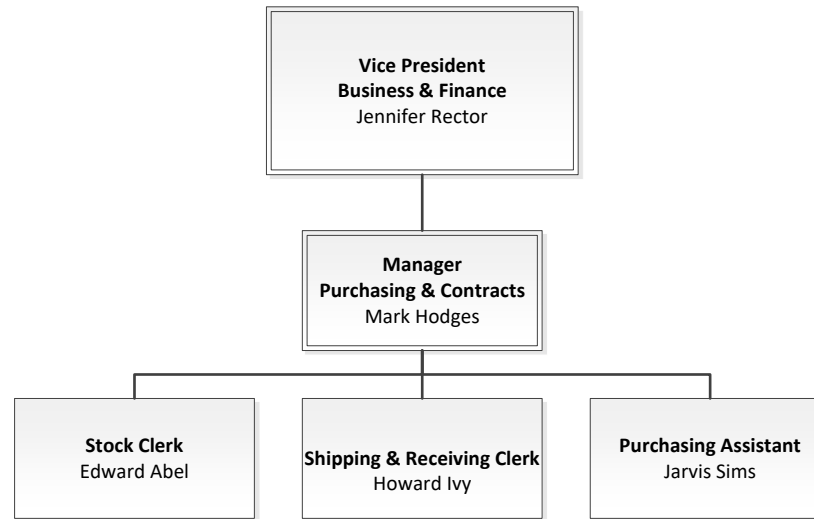 Vice President
Business & Finance
Jennifer Rector
Manager
Purchasing & Contracts
Mark Hodges
Stock Clerk
Edward Abel
Shipping & Receiving Clerk
Howard Ivy
Purchasing Assistant
Jarvis Sims